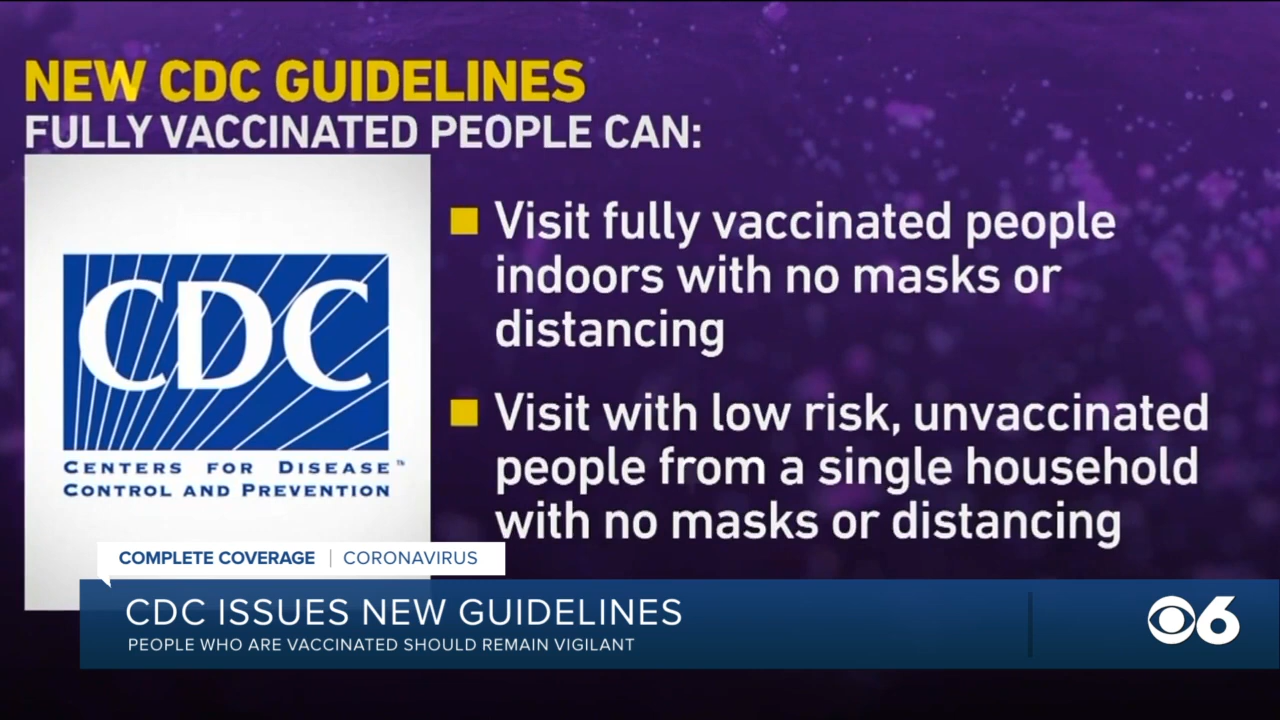 NEW CDC GUIDELINES
FULLY VACCINATED PEOPLE CAN:
CDC
CENTERS FOR DISEASE™
CONTROL AND PREVENTION
Visit fully vaccinated people
indoors with no masks or
distancing
Visit with low risk, unvaccinated
people from a single household
with no masks or distancing
COMPLETE COVERAGE | CORONAVIRUS
CDC ISSUES NEW GUIDELINES
PEOPLE WHO ARE VACCINATED SHOULD REMAIN VIGILANT
6